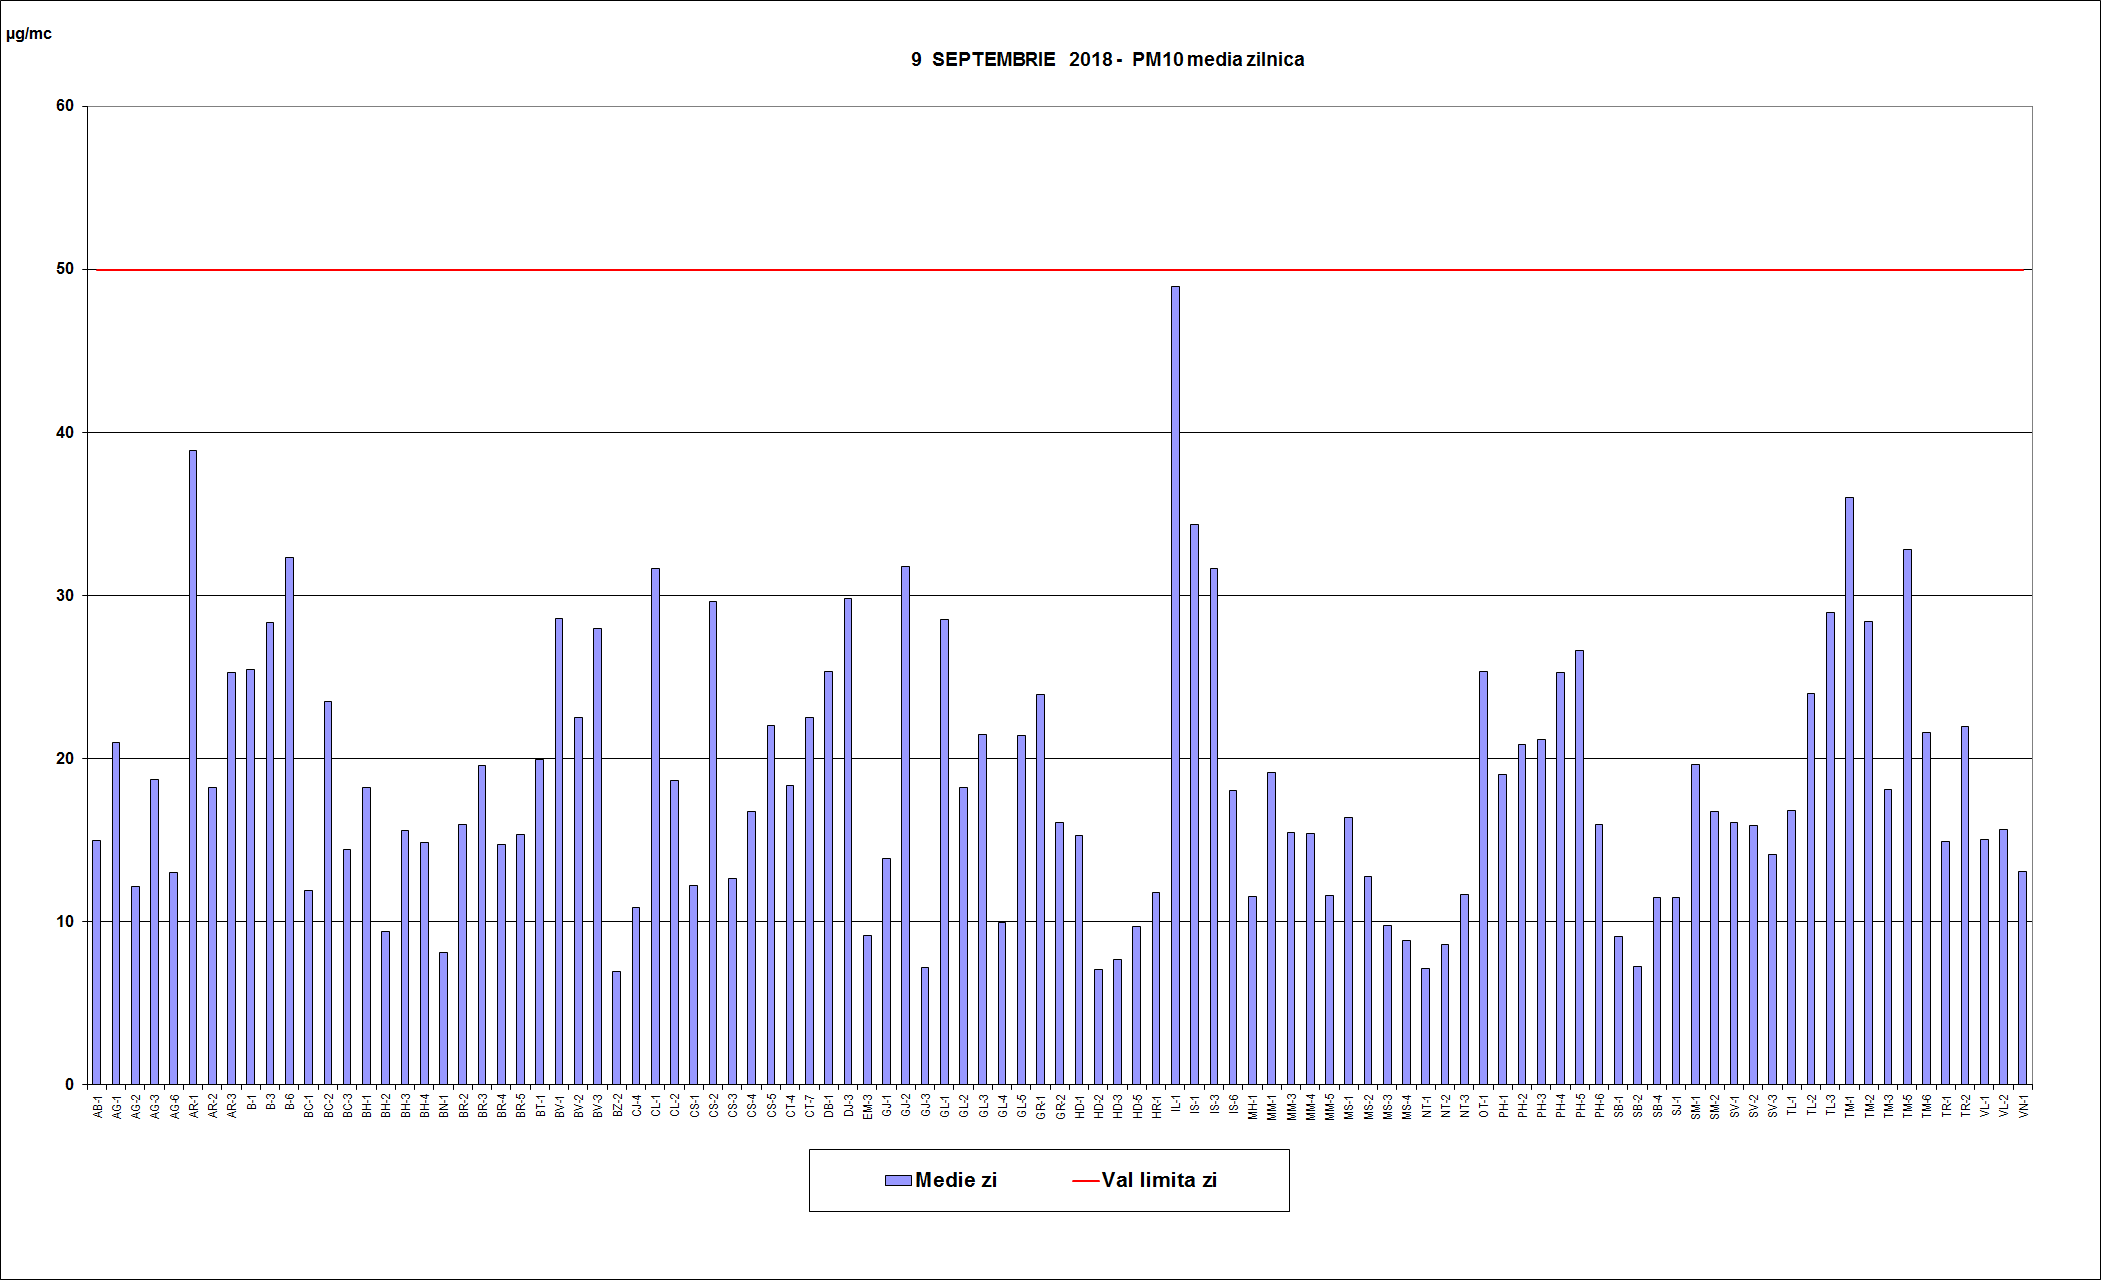 µg/mc
9 SEPTEMBRIE 2018 - PM10 media zilnica
60
50
40
30
20
10
0
AB-1 AG-1 AG-2 AG-3 AG-6 AR-1 AR-2 AR-3 B-1 B-3 B-6 BC-1 BC-2 BC-3 BH-1 BH-2 BH-3 BH-4 BN-1 BR-2 BR-3 BR-4 BR-5 BT-1 BV-1 BV-2 BV-3 BZ-2 CJ-4 CL-1 CL-2 CS-1 CS-2 CS-3 CS-4 CS-5 CT-4 CT-7 DB-1 DJ-3 EM-3 GJ-1 GJ-2 GJ-3 GL-1 GL-2 GL-3 GL-4 GL-5 GR-1 GR-2 HD-1 HD-2 HD-3 HD-5 HR-1 IL-1 IS-1 IS-3 IS-6 MH-1 MM-1 MM-3 MM-4 MM-5 MS-1 MS-2 MS-3 MS-4 NT-1 NT-2 NT-3 OT-1 PH-1 PH-2 PH-3 PH-4 PH-5 PH-6 SB-1 SB-2 SB-4 SJ-1 SM-1 SM-2 SV-1 SV-2 SV-3 TL-1 TL-2 TL-3 TM-1 TM-2 TM-3 TM-5 TM-6 TR-1 TR-2 VL-1 VL-2 VN-1
Medie zi Val limita zi